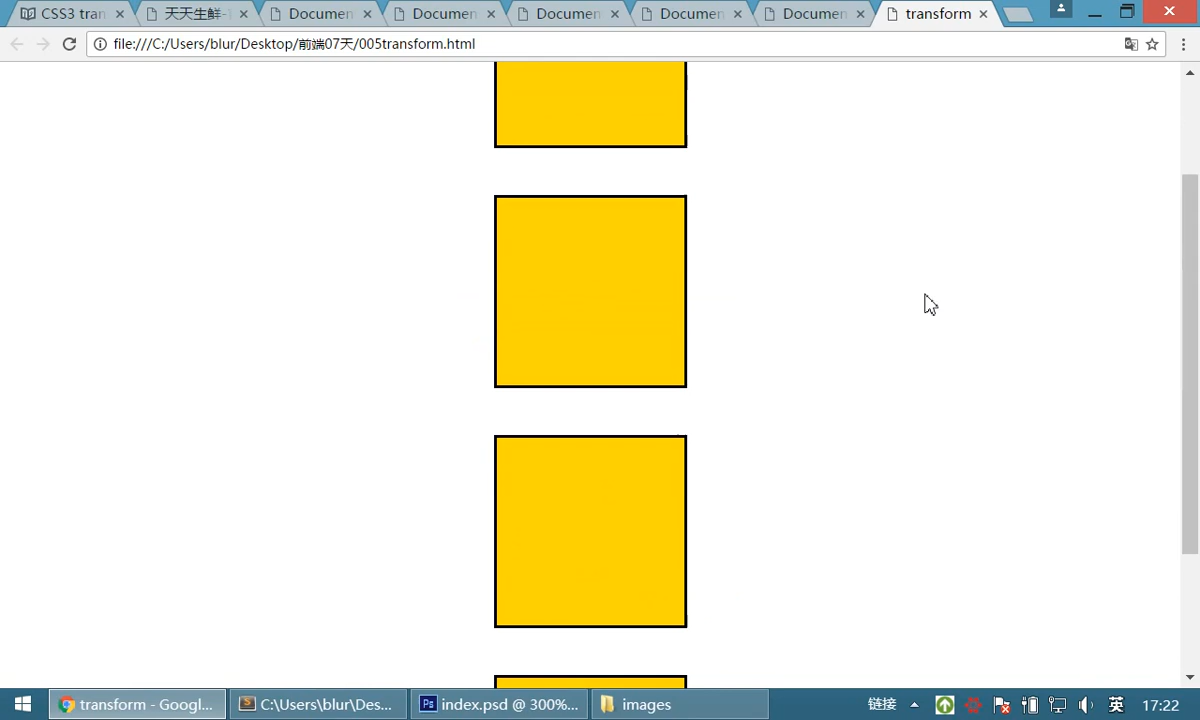 CSS3 tran
天天生鲜-
Documen
Documen
Documen
Documen
Documen
transform
file:///C:/Users/blur/Desktop/前端07天/005transform.html
transform - Googl...
C:\Users\blur\Des...
Ps
index.psd @ 300%...
images
链接
英
17:22